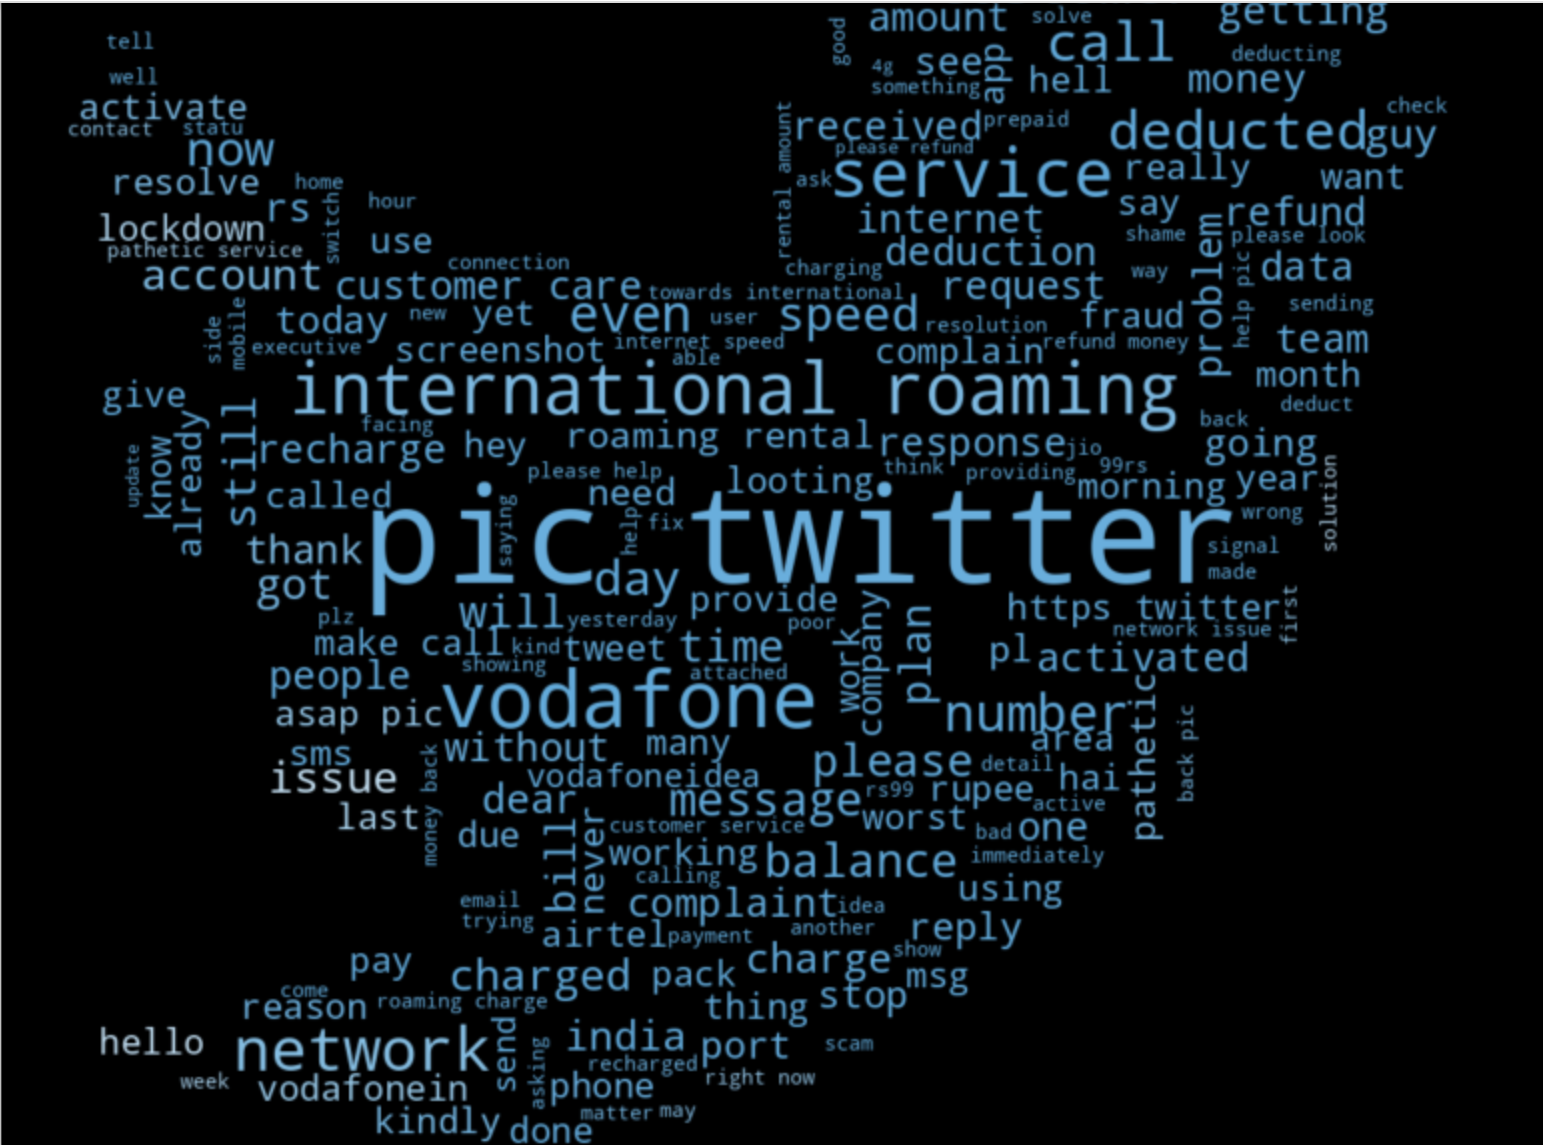 amount solve getting
good
tell
call
deducting
4g see app
well
something hell money
activate
check
contact statu
received prepaid deducted guy
now
please refund
rental amount
service really
resolve home
ask want
rs switch hour
say refund
lockdown
internet
use
shame please look
pathetic service
deduction problem
connection
account
charging way help pic data
customer care towards international request
sending
side mobile
today new yet even user speed resolution fraud
team
executive screenshot internet speed able complain refund money
international roaming
month
give
deduct
still
facing
back
already
know
recharge hey roaming rental response jio going
update
please help looting think providing 99rs
year
called need morning
solution
pic twitter
saying help fix
wrong
thank
signal
day
made
got
will provide https twitter
first
plz yesterday poor
network issue
make call kind tweet time work company plan pl activated
showing
people attached
asap pic vodafone number pathetic back pic
area
sms money back without many
please detail
issue vodafoneidea hai
dear message rs99 rupee
active
last worst
due bill never customer service bad one
working balance immediately
calling
using
email complaint idea
trying airtel payment another reply
pay charge show
charged pack msg
come
reason roaming charge thing stop
hello network send india port scam
asking recharged
week vodafonein phone right now
kindly done matter may